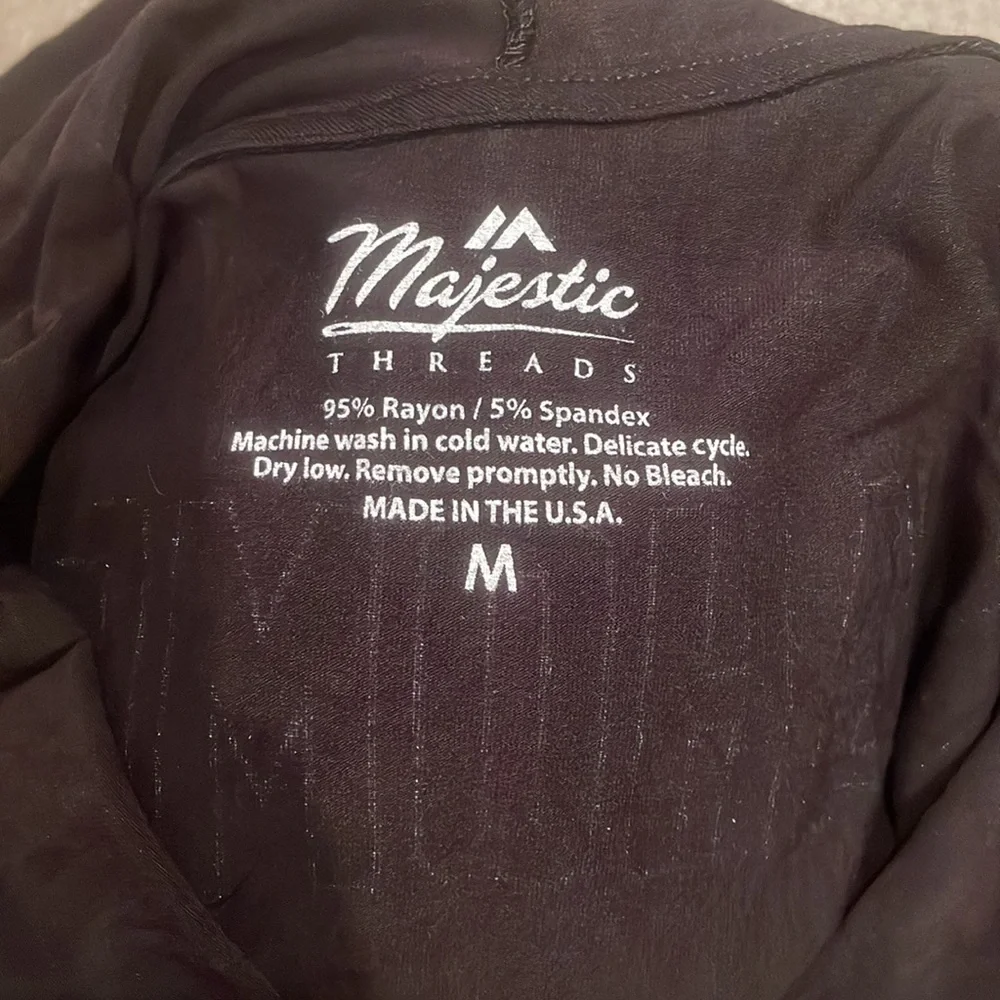 Majestic
THREADS
95% Rayon / 5% Spandex
Machine wash in cold water. Delicate cycle.
Dry low. Remove promptly. No Bleach.
MADE IN THE U.S.A.
M